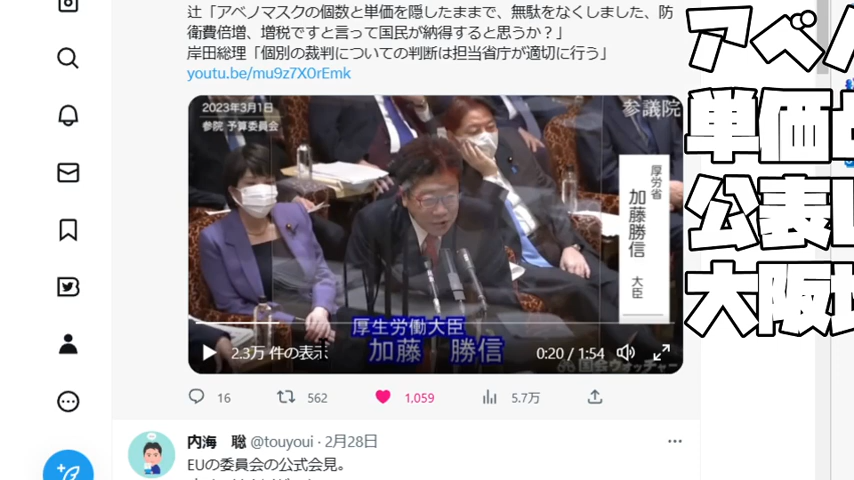 辻「アベノマスクの個数と単価を隠したままで、無駄をなくしました、防
衛費倍増、増税ですと言って国民が納得すると思うか？」
岸田総理「個別の裁判についての判断は担当省庁が適切に行う」
youtu.be/mu9z7X0rEmk
2023年3月1日
参院 予算委員会
参議院
厚労省
加藤勝信
大臣
厚生労働大臣
加藤 勝信
2.3万 件の表示
0:20 / 1:54
国会ウォッチャー
16
562
1,059
5.7万
内海 聡 @touyoui · 2月28日
EUの委員会の公式会見。
アベノ
単価
公表
大阪